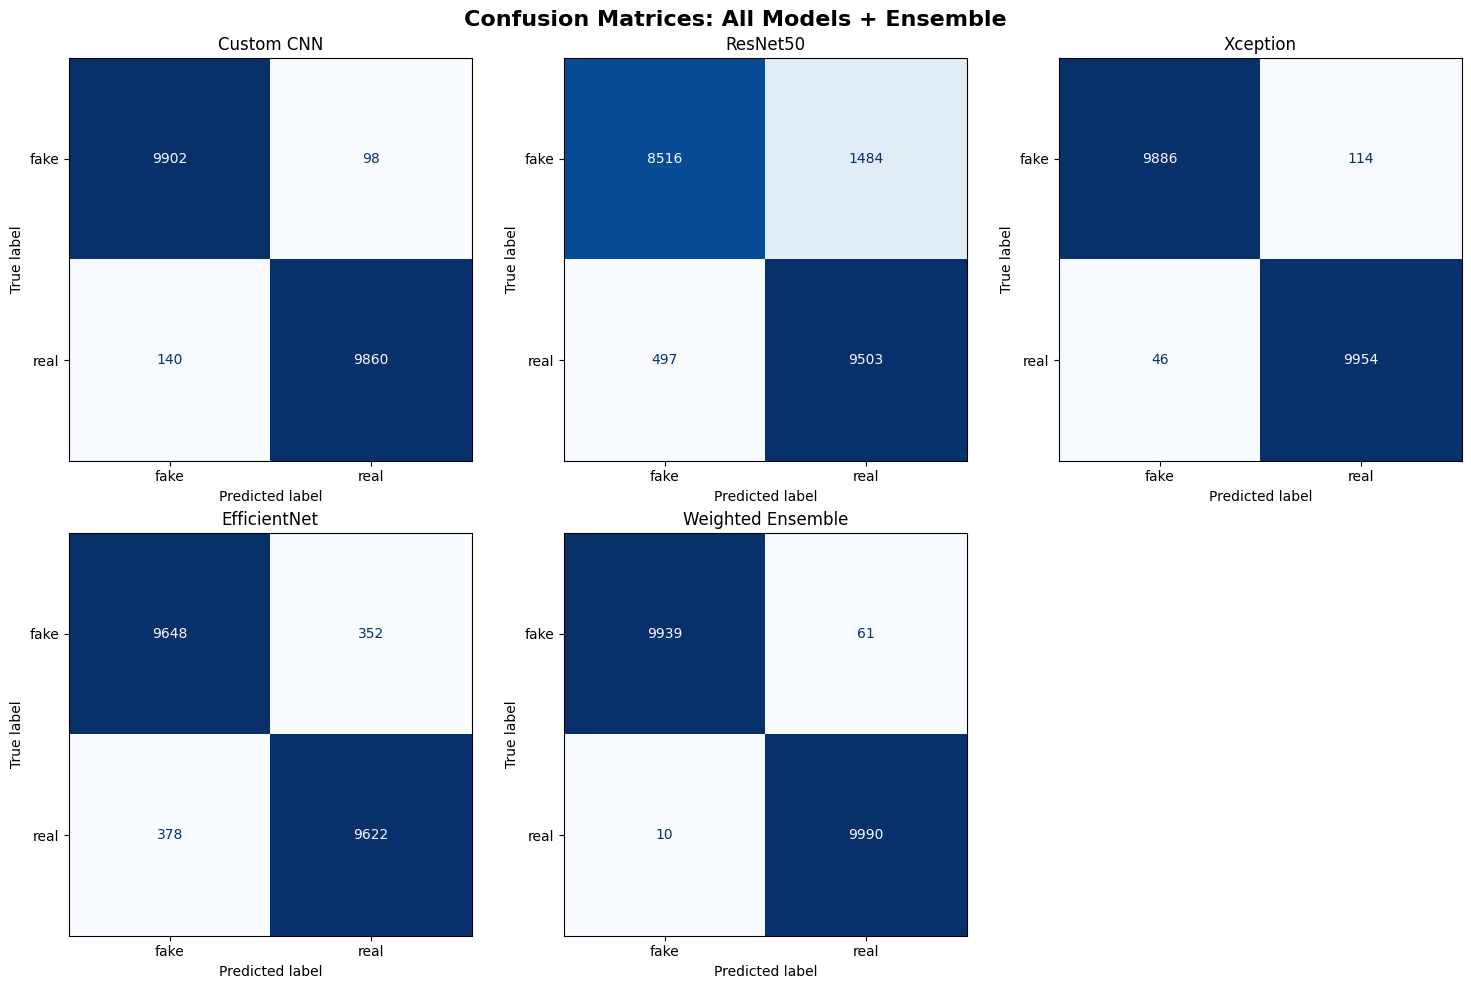 Confusion Matrices: All Models + Ensemble
Custom CNN
True label
fake
9902
98
real
140
9860
fake
real
Predicted label
ResNet50
True label
fake
8516
1484
real
497
9503
fake
real
Predicted label
Xception
True label
fake
9886
114
real
46
9954
fake
real
Predicted label
EfficientNet
True label
fake
9648
352
real
378
9622
fake
real
Predicted label
Weighted Ensemble
True label
fake
9939
61
real
10
9990
fake
real
Predicted label